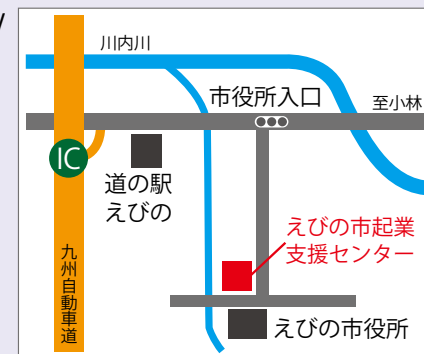 川内川
市役所入口
至小林
IC
道の駅
えびの
えびの市起業
支援センター
九州自動車道
えびの市役所